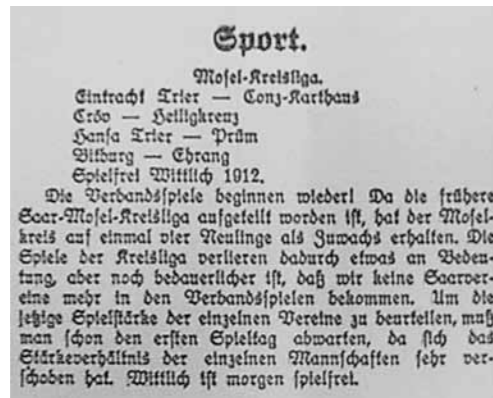 Sport.
Mosel-Kreisliga.
Eintracht Trier — Conz-Karthaus
Cröv — Heiligkreuz
Hansa Trier — Prüm
Bitburg — Ehrang
Spielfrei Wittlich 1912.
Die Verbandsspiele beginnen wieder! Da die frühere
Saar-Mosel-Kreisliga aufgeteilt worden ist, hat der Mosel-
kreis auf einmal vier Neulinge als Zuwachs erhalten. Die
Spiele der Kreisliga verlieren dadurch etwas an Bedeu-
tung, aber noch bedauerlicher ist, daß wir keine Saarver-
eine mehr in den Verbandsspielen bekommen. Um die
jetzige Spielstärke der einzelnen Vereine zu beurteilen, muß
man schon den ersten Spieltag abwarten, da sich das
Stärkeverhältnis der einzelnen Mannschaften sehr ver-
schoben hat. Wittlich ist morgen spielfrei.